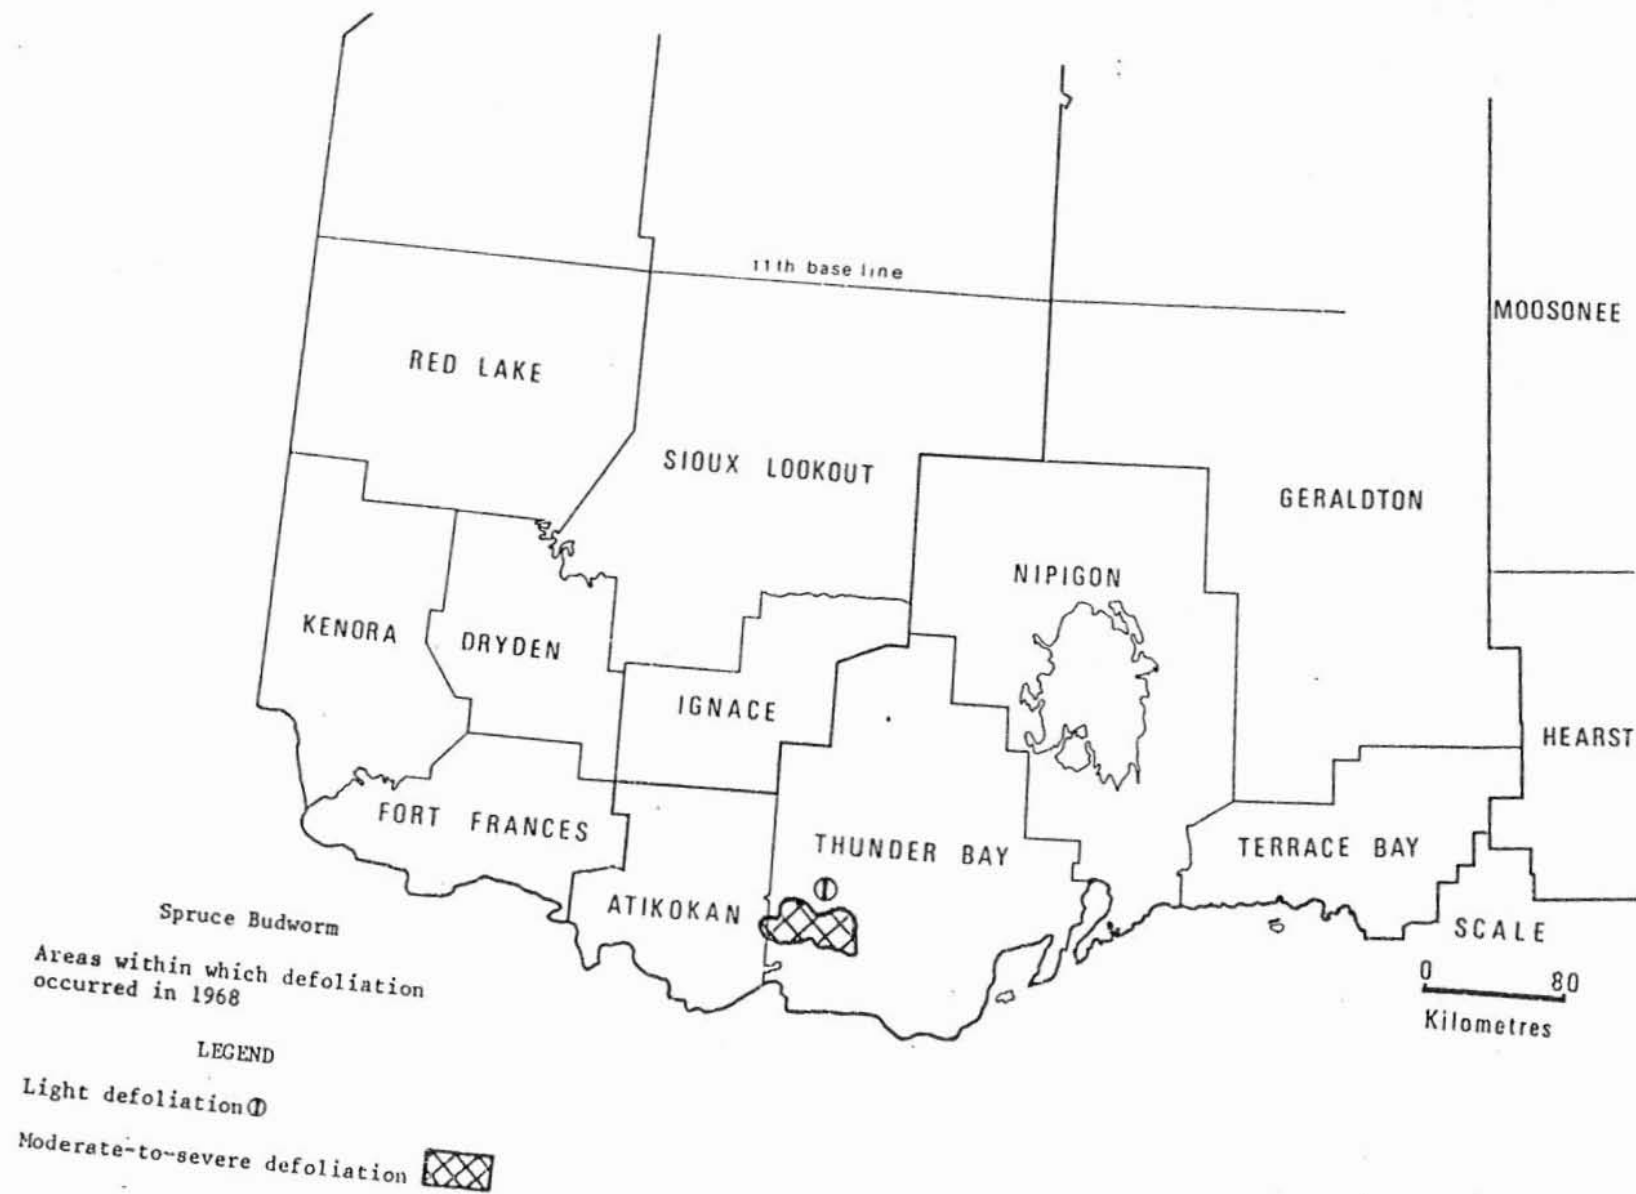 11th base line
MOOSONEE
RED LAKE
SIOUX LOOKOUT
GERALDTON
NIPIGON
KENORA
DRYDEN
IGNACE
HEARST
FORT FRANCES
THUNDER BAY
TERRACE BAY
ATIKOKAN
SCALE
0 80
Kilometres
Spruce Budworm
Areas within which defoliation
occurred in 1968
LEGEND
Light defoliation
Moderate-to-severe defoliation